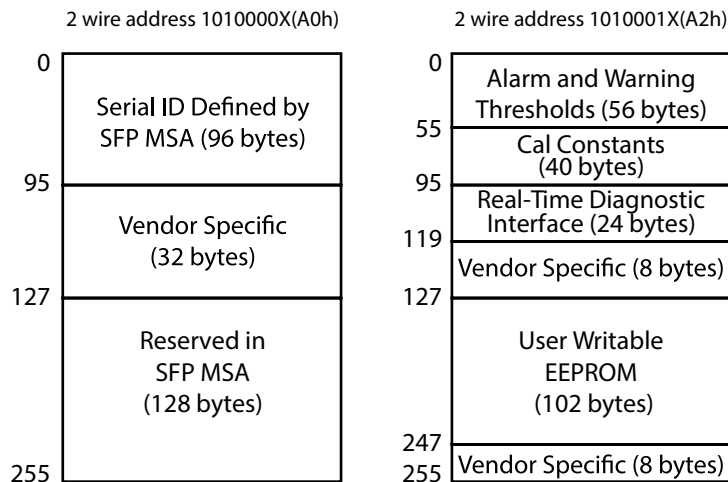 2 wire address 1010000X(A0h)
0
Serial ID Defined by
SFP MSA (96 bytes)
95
Vendor Specific
(32 bytes)
127
Reserved in
SFP MSA
(128 bytes)
255
2 wire address 1010001X(A2h)
0
Alarm and Warning
Thresholds (56 bytes)
55
Cal Constants
(40 bytes)
95
Real-Time Diagnostic
Interface (24 bytes)
119
Vendor Specific (8 bytes)
127
User Writable
EEPROM
(102 bytes)
247
Vendor Specific (8 bytes)
255